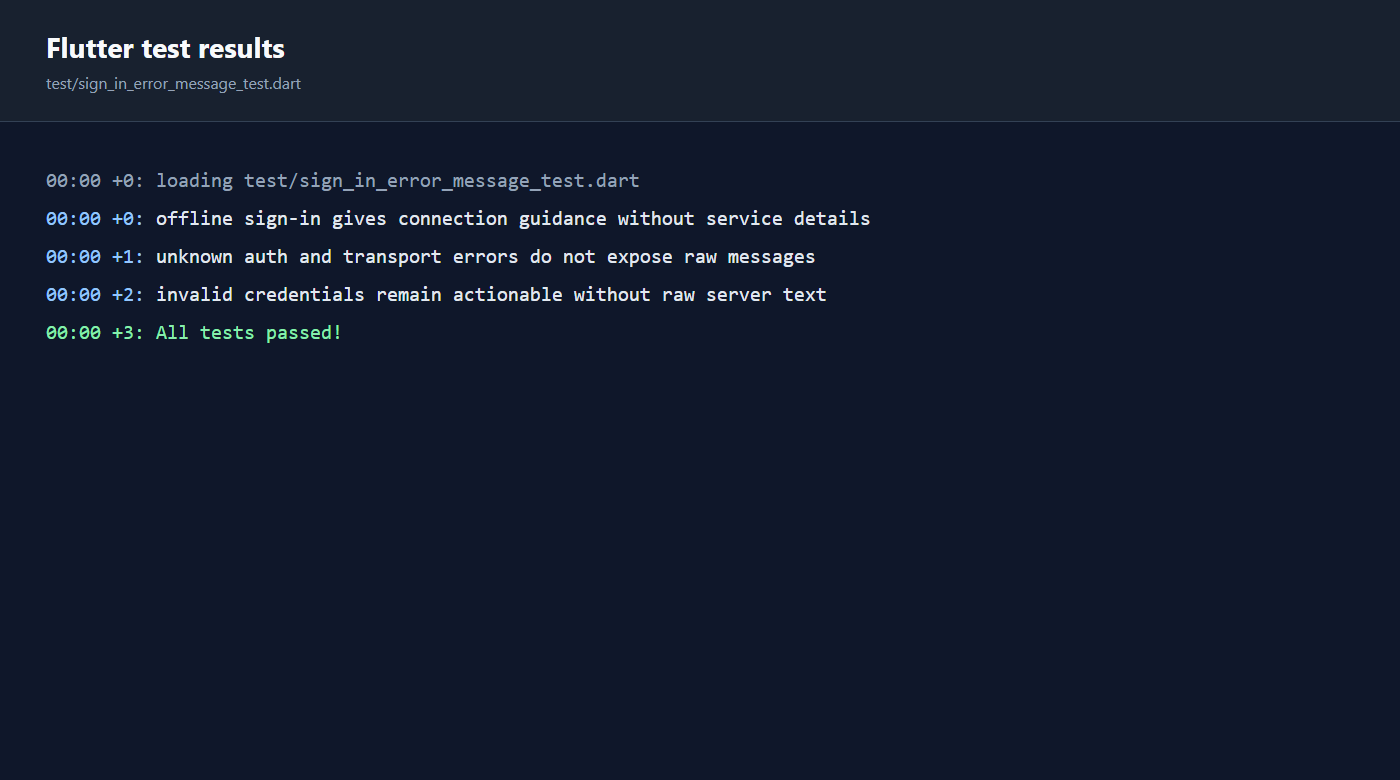 Flutter test results
test/sign_in_error_message_test.dart
00:00 +0: loading test/sign_in_error_message_test.dart
00:00 +0: offline sign-in gives connection guidance without service details
00:00 +1: unknown auth and transport errors do not expose raw messages
00:00 +2: invalid credentials remain actionable without raw server text
00:00 +3: All tests passed!